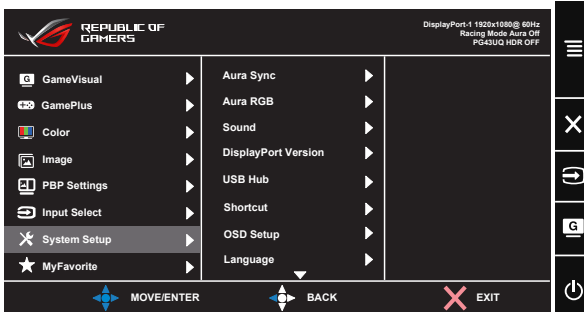 REPUBLIC OF
GAMERS
DisplayPort-1 1920x1080@ 60Hz
Racing Mode Aura Off
PG43UQ HDR OFF
G GameVisual
GamePlus
Color
Image
PBP Settings
Input Select
System Setup
MyFavorite
Aura Sync
Aura RGB
Sound
DisplayPort Version
USB Hub
Shortcut
OSD Setup
Language
MOVE/ENTER
BACK
EXIT
G